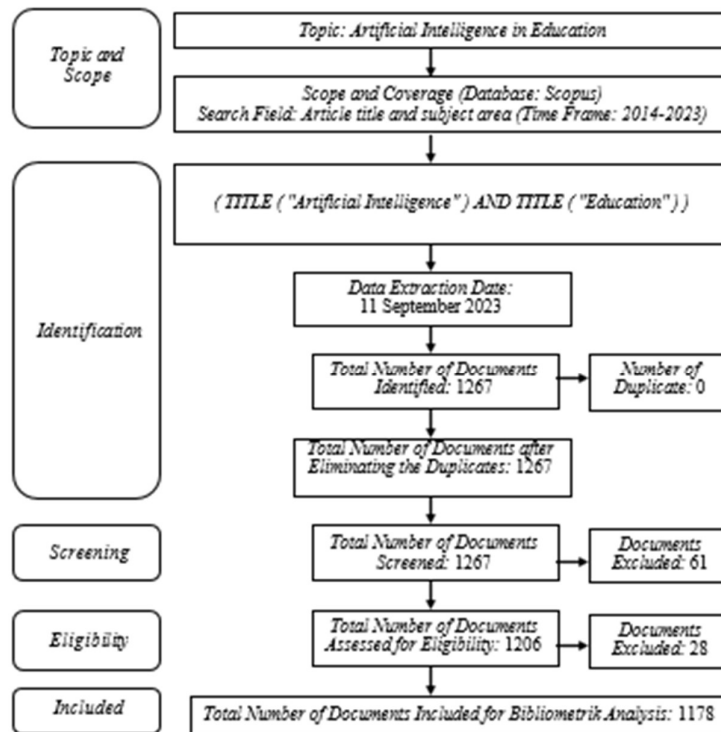 Topic and
Scope
Topic: Artificial Intelligence in Education
Scope and Coverage (Database: Scopus)
Search Field: Article title and subject area (Time Frame: 2014-2023)
Identification
( TITLE ( "Artificial Intelligence" ) AND TITLE ( "Education" ) )
Data Extraction Date:
11 September 2023
Total Number of Documents
Identified: 1267
Number of
Duplicate: 0
Total Number of Documents after
Eliminating the Duplicates: 1267
Screening
Total Number of Documents
Screened: 1267
Documents
Excluded: 61
Eligibility
Total Number of Documents
Assessed for Eligibility: 1206
Documents
Excluded: 28
Included
Total Number of Documents Included for Bibliometrik Analysis: 1178